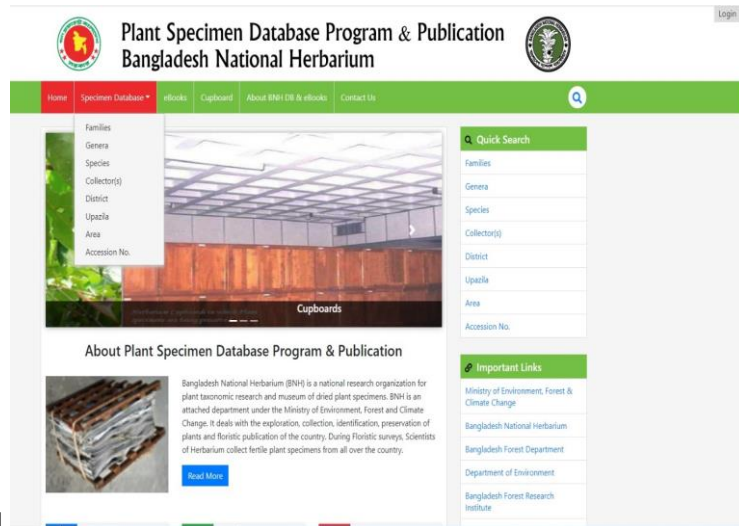 Login
Plant Specimen Database Program & Publication
Bangladesh National Herbarium
Home Specimen Database eBooks Cupboard About BNH DB & eBooks Contact Us
Families
Genera
Species
Collector(s)
District
Upazila
Area
Accession No.
Cupboards
Quick Search
Families
Genera
Species
Collector(s)
District
Upazila
Area
Accession No.
About Plant Specimen Database Program & Publication
Bangladesh National Herbarium (BNH) is a national research organization for
plant taxonomic research and museum of dried plant specimens. BNH is an
attached department under the Ministry of Environment, Forest and Climate
Change. It deals with the exploration, collection, identification, preservation of
plants and floristic publication of the country. During Floristic surveys, Scientists
of Herbarium collect fertile plant specimens from all over the country.
Read More
Important Links
Ministry of Environment, Forest &
Climate Change
Bangladesh National Herbarium
Bangladesh Forest Department
Department of Environment
Bangladesh Forest Research
Institute